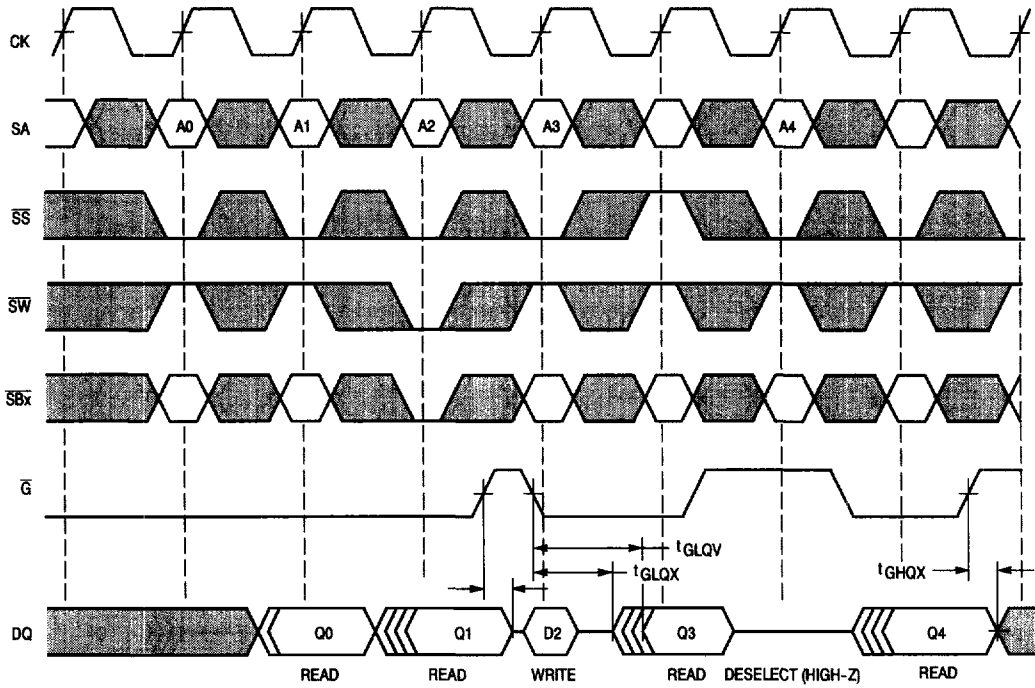 CK
SA A0 A1 A2 A3 A4
SS
SW
SBx
G
tGLQV
tGLQX
tGHQX
DQ Q0 Q1 D2 Q3 Q4
READ READ WRITE READ DESELECT (HIGH–Z) READ